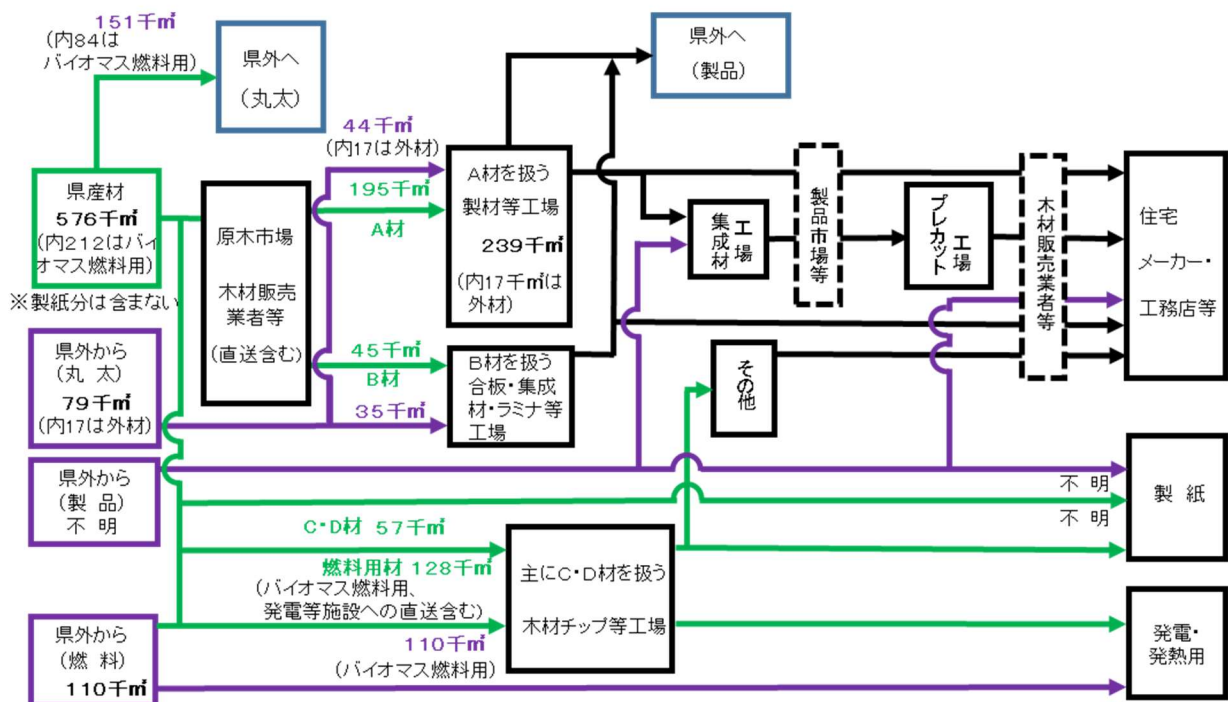 151千㎥
(内84は
バイオマス燃料用)
県外へ
(丸太)
県外へ
(製品)
県産材
576千㎥
(内212はバイ
オマス燃料用)
※製紙分は含まない
原木市場
木材販売
業者等
(直送含む)
44千㎥
(内17は外材)
195千㎥
A材
A材を扱う
製材等工場
239千㎥
(内17千㎥は
外材)
集成材
工場
製品市場等
プレカット
工場
木材販売業者等
住宅
メーカー・
工務店等
県外から
(丸太)
79千㎥
(内17は外材)
45千㎥
B材
35千㎥
B材を扱う
合板・集成
材・ラミナ等
工場
その他
県外から
(製品)
不明
不明
不明
製紙
C・D材 57千㎥
燃料用材 128千㎥
(バイオマス燃料用、
発電等施設への直送含む)
主にC・D材を扱う
木材チップ等工場
県外から
(燃料)
110千㎥
110千㎥
(バイオマス燃料用)
発電・
発熱用